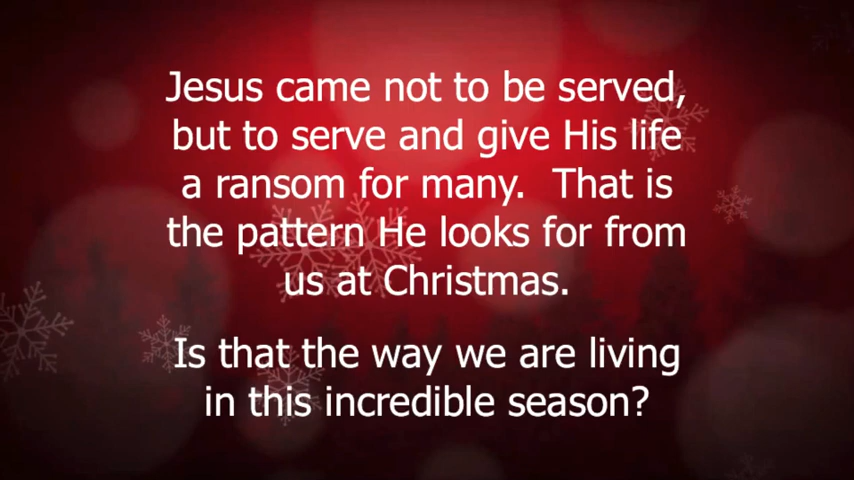 Jesus came not to be served,
but to serve and give His life
a ransom for many.  That is
the pattern He looks for from
us at Christmas.
Is that the way we are living
in this incredible season?